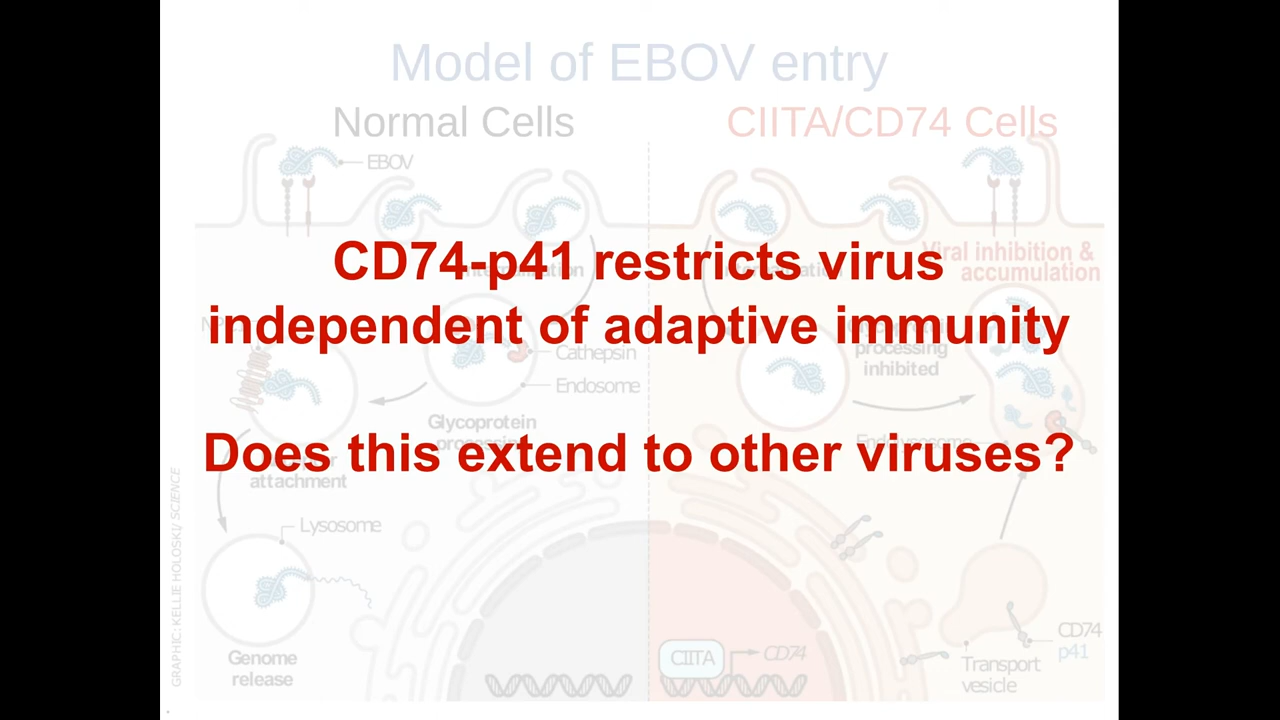 Model of EBOV entry
Normal Cells
CIITA/CD74 Cells
EBOV
Viral inhibition &
accumulation
CD74-p41 restricts virus
independent of adaptive immunity
processing
inhibited
Cathepsin
Endosome
Glycoprotein
Does this extend to other viruses?
attachment
Lysosome
Genome
release
CIITA
CD74
CD74
p41
Transport
vesicle
GRAPHIC: KELLIE HOLOSKI/ SCIENCE